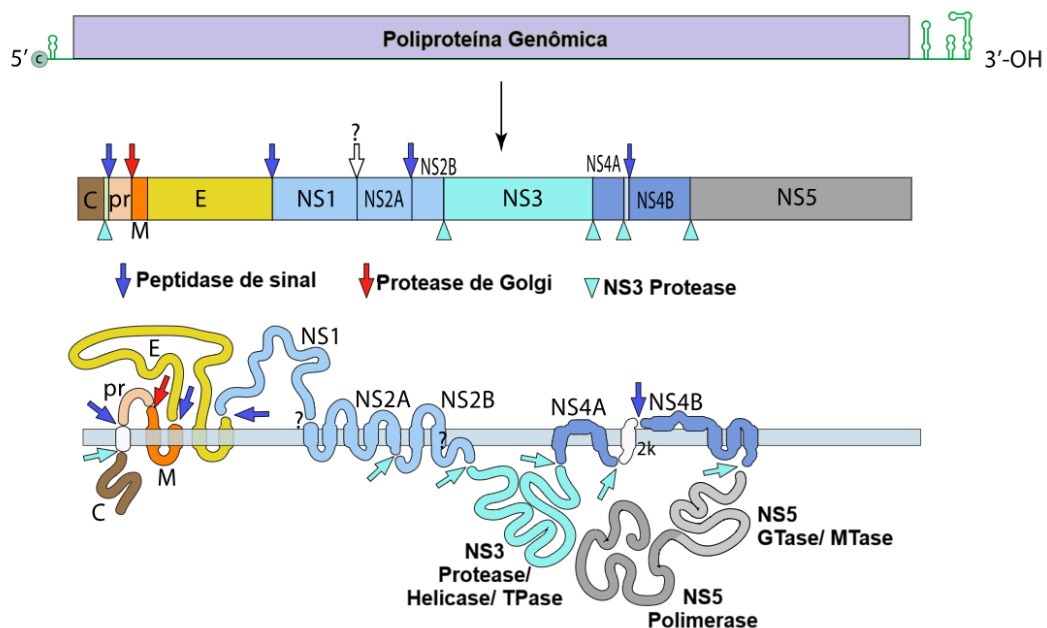 Poliproteína Genômica
5’
c
3’-OH
?
NS2B
NS4A
C
pr
E
NS1
NS2A
NS3
NS4B
NS5
M
Peptidase de sinal
Protease de Golgi
NS3 Protease
NS1
E
pr
NS2A
NS2B
NS4A
NS4B
?
?
2k
M
C
NS5
GTase/ MTase
NS3
Protease/
Helicase/ TPase
NS5
Polimerase